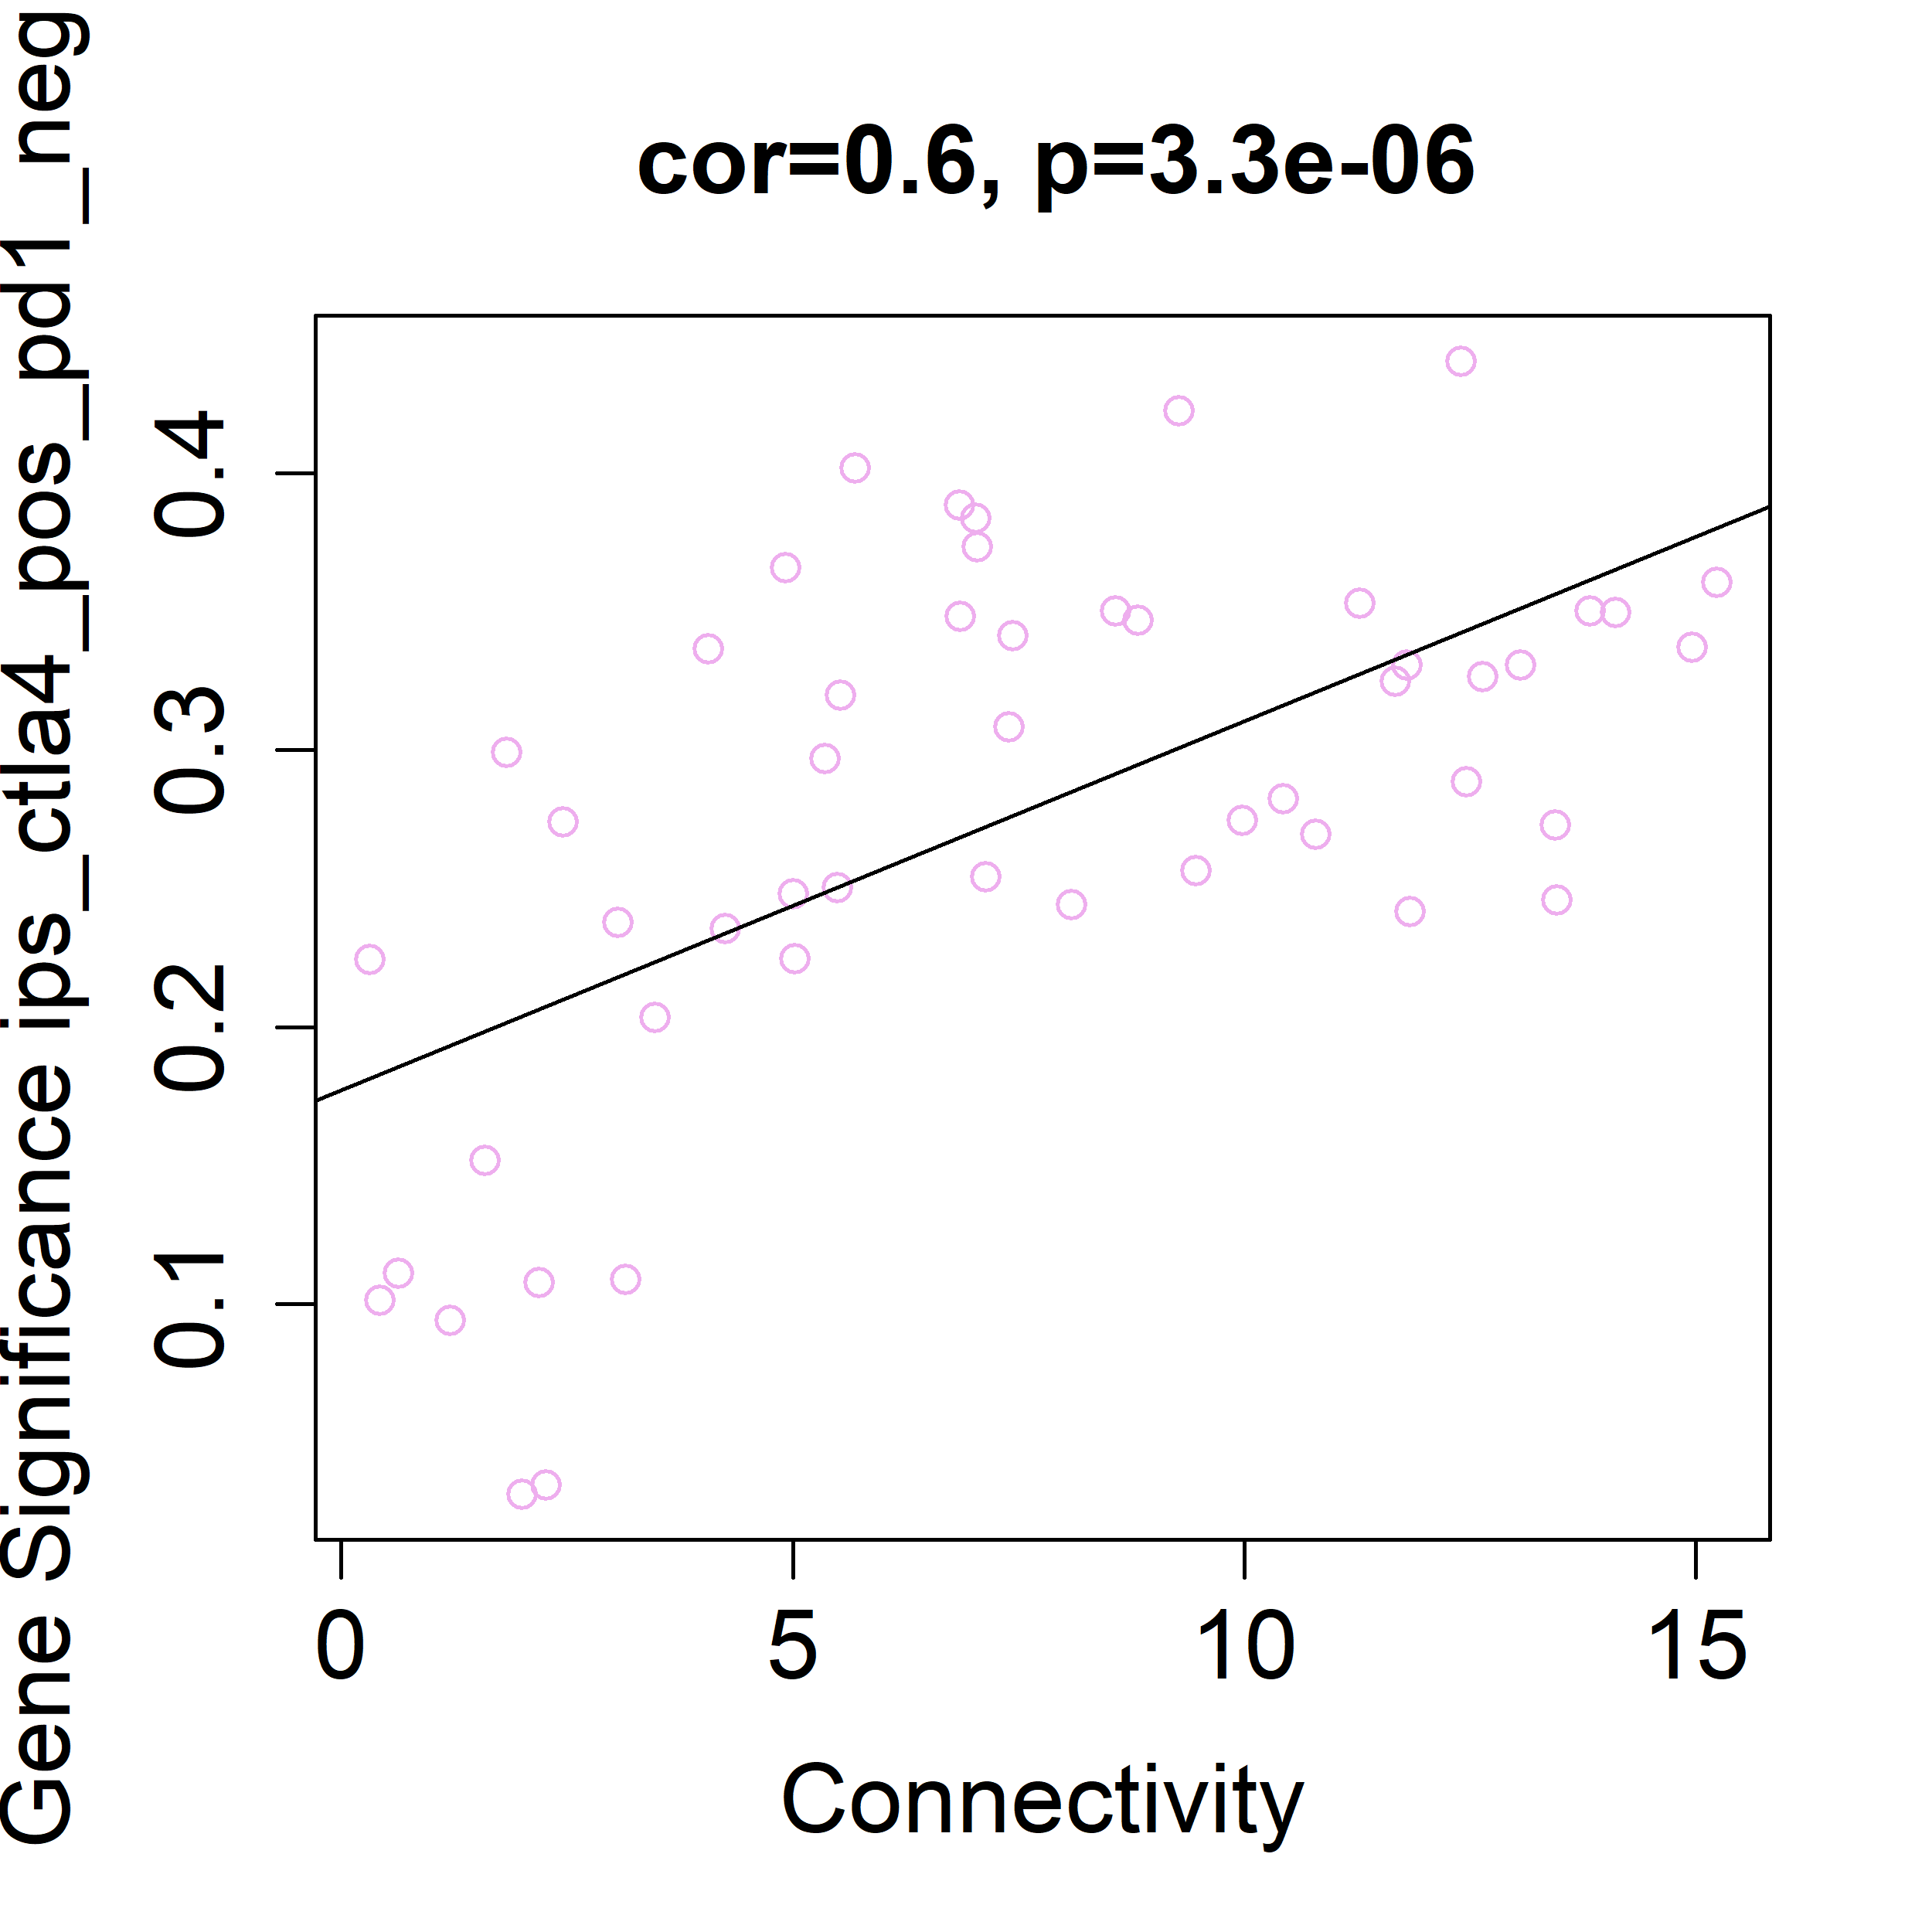 cor=0.6, p=3.3e-06
Gene Significance ips_ctla4_pos_pd1_neg
0.4
0.3
0.2
0.1
0 5 10 15
Connectivity